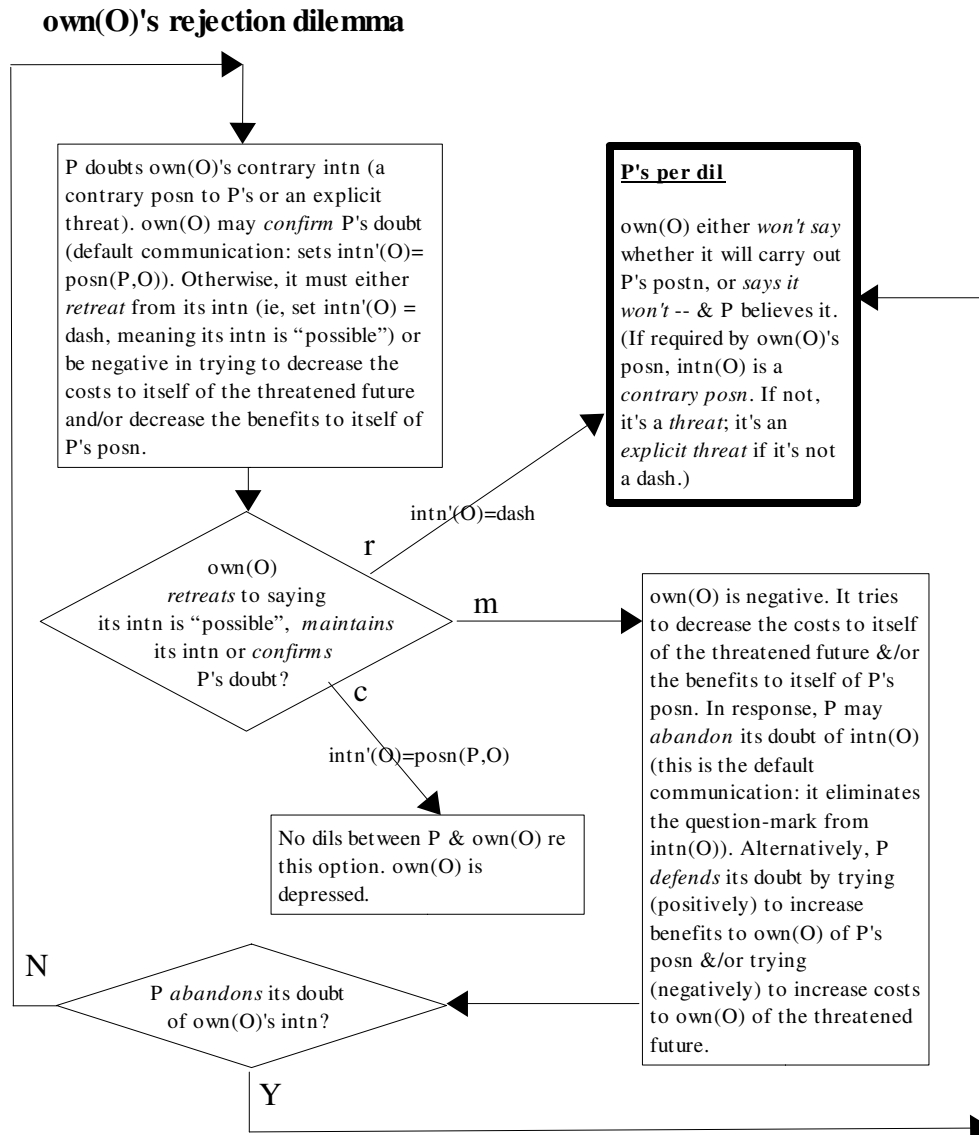 own(O)'s rejection dilemma
P doubts own(O)'s contrary intn (a
contrary posn to P's or an explicit
threat). own(O) may confirm P's doubt
(default communication: sets intn'(O)=
posn(P,O)). Otherwise, it must either
retreat from its intn (ie, set intn'(O) =
dash, meaning its intn is “possible”) or
be negative in trying to decrease the
costs to itself of the threatened future
and/or decrease the benefits to itself of
P's posn.
P's per dil
own(O) either won't say
whether it will carry out
P's postn, or says it
won't -- & P believes it.
(If required by own(O)'s
posn, intn(O) is a
contrary posn. If not,
it's a threat; it's an
explicit threat if it's not
a dash.)
intn'(O)=dash
r
own(O)
retreats to saying
its intn is “possible”, maintains
its intn or confirms
P's doubt?
m
c
intn'(O)=posn(P,O)
own(O) is negative. It tries
to decrease the costs to itself
of the threatened future &/or
the benefits to itself of P's
posn. In response, P may
abandon its doubt of intn(O)
(this is the default
communication: it eliminates
the question-mark from
intn(O)). Alternatively, P
defends its doubt by trying
(positively) to increase
benefits to own(O) of P's
posn &/or trying
(negatively) to increase costs
to own(O) of the threatened
future.
No dils between P & own(O) re
this option. own(O) is
depressed.
N
P abandons its doubt
of own(O)'s intn?
Y